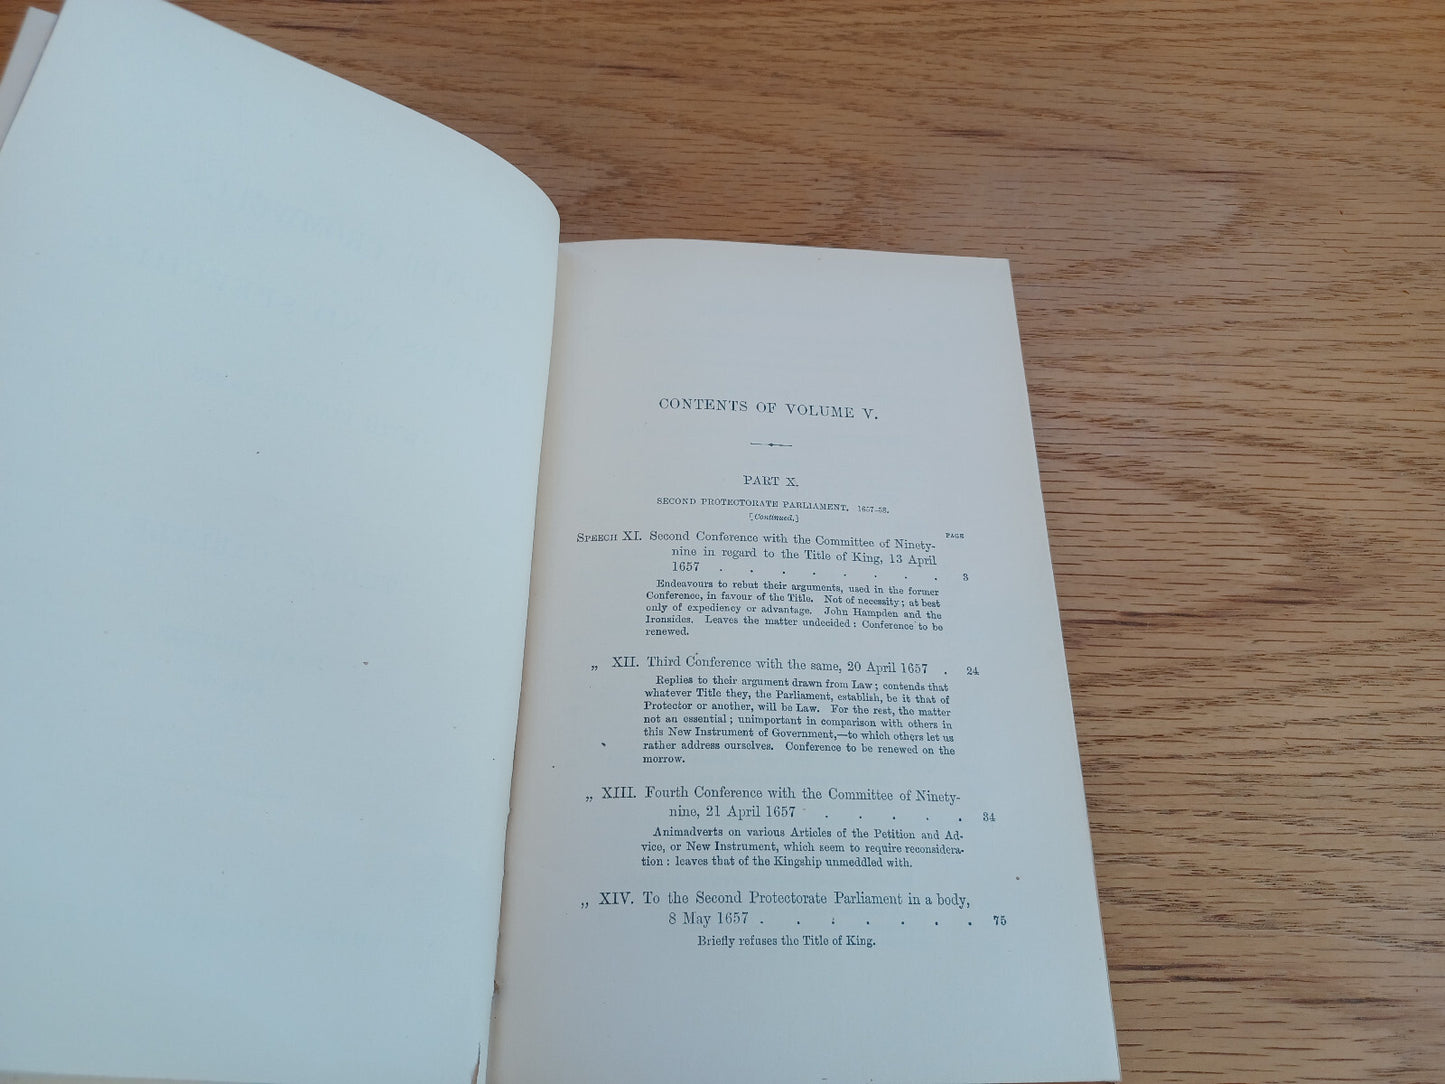 CONTENTS OF VOLUME V.
PART X.
SECOND PROTECTORATE PARLIAMENT. 1657-58.
[Continued.]
PAGE
SPEECH XI. Second Conference with the Committee of Ninety-
nine in regard to the Title of King, 13 April
1657 . . . . . . . 3
Endeavours to rebut their arguments, used in the former
Conference, in favour of the Title. Not of necessity; at best
only of expediency or advantage. John Hampden and the
Ironsides. Leaves the matter undecided: Conference to be
renewed.
„ XII. Third Conference with the same, 20 April 1657 . 24
Replies to their argument drawn from Law; contends that
whatever Title they, the Parliament, establish, be it that of
Protector or another, will be Law. For the rest, the matter
not an essential; unimportant in comparison with others in
this New Instrument of Government,—to which others let us
rather address ourselves. Conference to be renewed on the
morrow.
„ XIII. Fourth Conference with the Committee of Ninety-
nine, 21 April 1657 . . . . . 34
Animadverts on various Articles of the Petition and Ad-
vice, or New Instrument, which seem to require reconsidera-
tion: leaves that of the Kingship unmeddled with.
„ XIV. To the Second Protectorate Parliament in a body,
8 May 1657 . . . . . . . 75
Briefly refuses the Title of King.